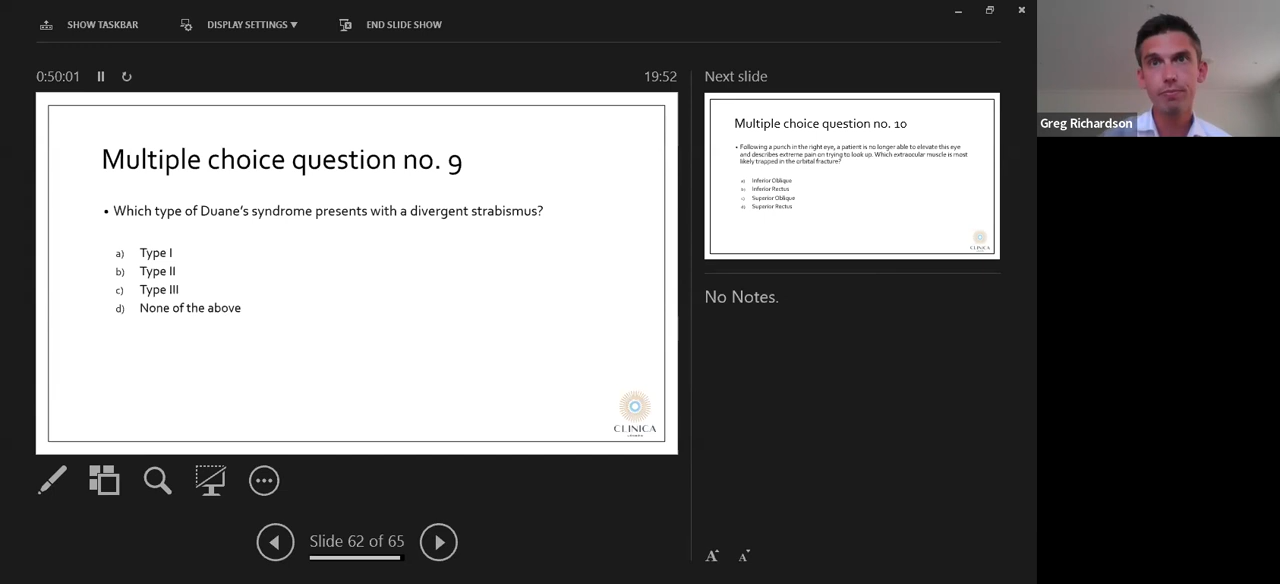 SHOW TASKBAR
DISPLAY SETTINGS ▼
END SLIDE SHOW
0:50:01
19:52
Multiple choice question no. 9
• Which type of Duane's syndrome presents with a divergent strabismus?
a) Type I
b) Type II
c) Type III
d) None of the above
CLINICA
LONDON
Next slide
Multiple choice question no. 10
• Following a punch in the right eye, a patient is no longer able to elevate this eye
and describes extreme pain on trying to look up. Which extraocular muscle is most
likely trapped in the orbital fracture?
a) Inferior Oblique
b) Inferior Rectus
c) Superior Oblique
d) Superior Rectus
CLINICA
No Notes.
Slide 62 of 65
A A
Greg Richardson